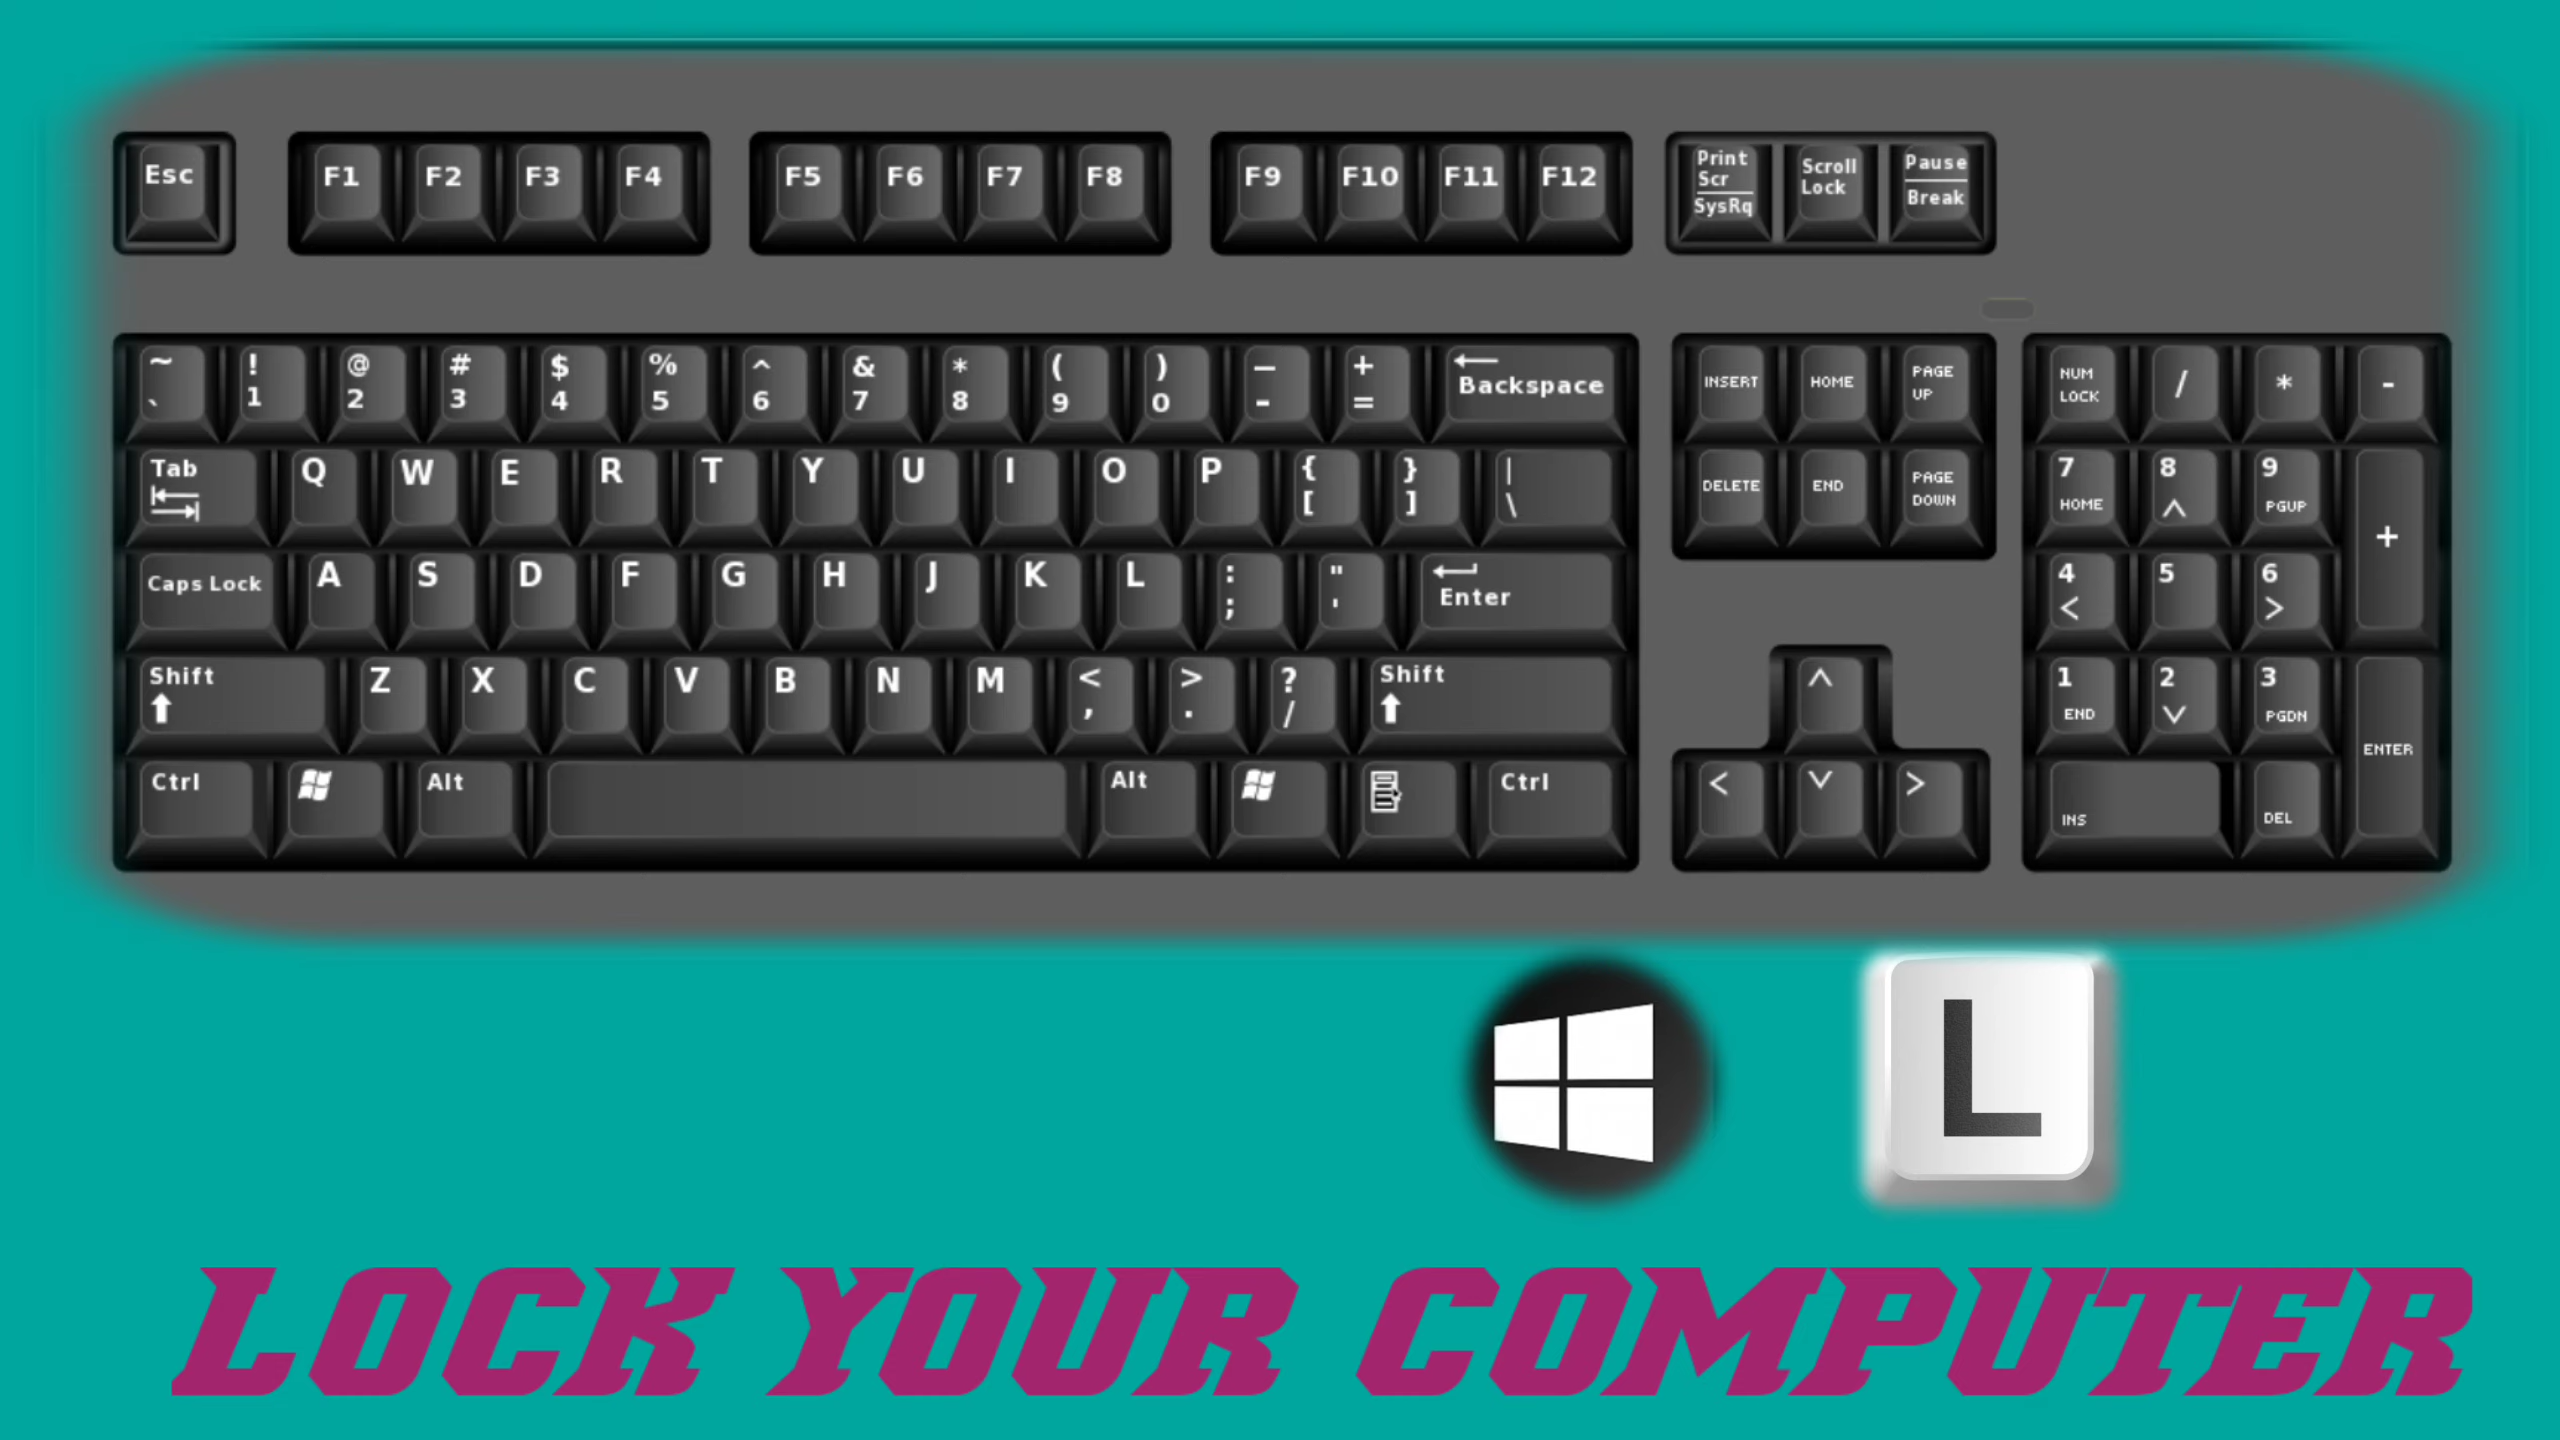 Esc F1 F2 F3 F4 F5 F6 F7 F8 F9 F10 F11 F12 Print Scr SysRq Scroll Lock Pause Break
~ ` ! 1 @ 2 # 3 $ 4 % 5 ^ 6 & 7 * 8 ( 9 ) 0 — - + = Backspace INSERT HOME PAGE UP NUM LOCK / * -
Tab Q W E R T Y U I O P { [ } ] | \ DELETE END PAGE DOWN 7 HOME 8 ^ 9 PGUP +
Caps Lock A S D F G H J K L : ; " ' Enter 4 < 5 6 >
Shift Z X C V B N M < , > . ? / Shift ^ 1 END 2 v 3 PGDN ENTER
Ctrl Alt Alt Ctrl < v > INS DEL
L
LOCK YOUR COMPUTER